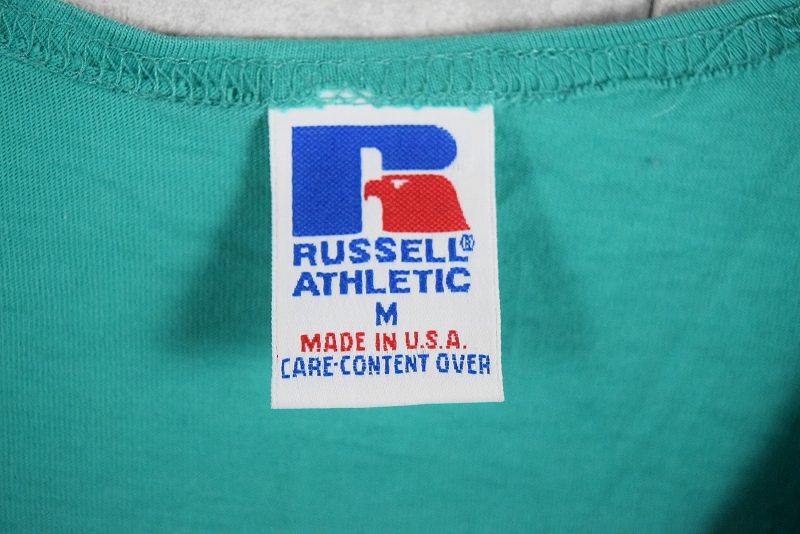 RUSSELL®
ATHLETIC
M
MADE IN U.S.A.
CARE-CONTENT OVER